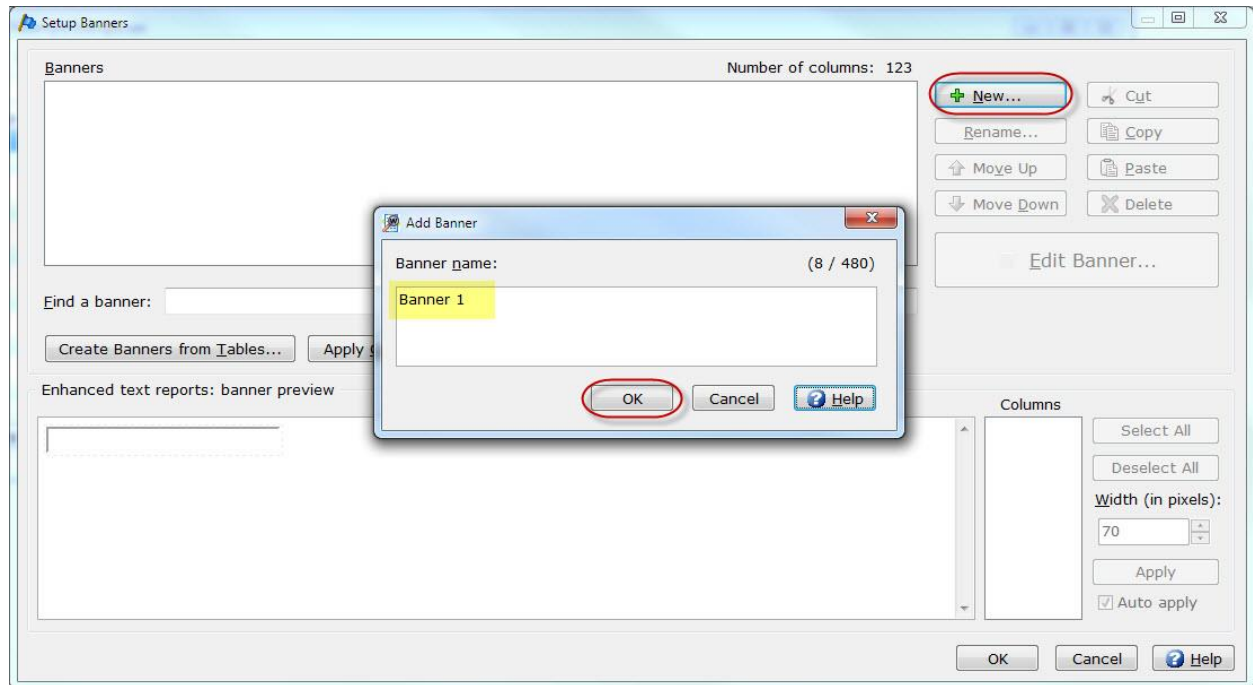 Setup Banners
Banners
Number of columns: 123
New...
Cut
Rename...
Copy
Move Up
Paste
Move Down
Delete
Edit Banner...
Add Banner
Banner name:
(8 / 480)
Banner 1
OK
Cancel
Help
Find a banner:
Create Banners from Tables...
Apply
Enhanced text reports: banner preview
Columns
Select All
Deselect All
Width (in pixels):
70
Apply
Auto apply
OK
Cancel
Help